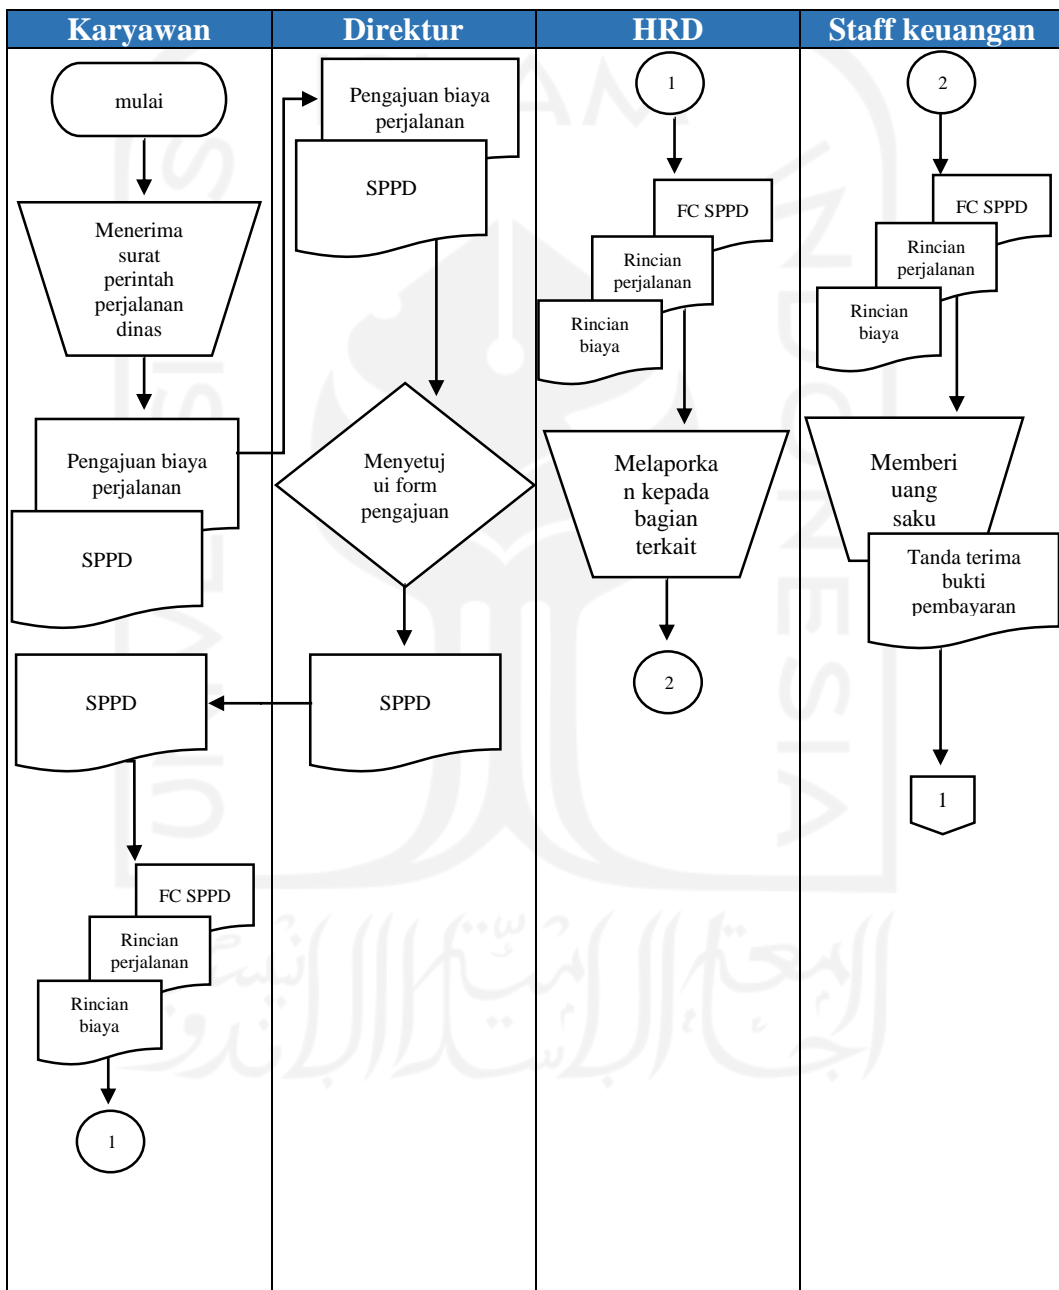 Karyawan
Direktur
HRD
Staff keuangan
mulai
Menerima
surat
perintah
perjalanan
dinas
Pengajuan biaya
perjalanan
SPPD
SPPD
FC SPPD
Rincian
perjalanan
Rincian
biaya
1
Pengajuan biaya
perjalanan
SPPD
Menyetuj
ui form
pengajuan
SPPD
1
FC SPPD
Rincian
perjalanan
Rincian
biaya
Melaporka
n kepada
bagian
terkait
2
2
FC SPPD
Rincian
perjalanan
Rincian
biaya
Memberi
uang
saku
Tanda terima
bukti
pembayaran
1
INDONESIA